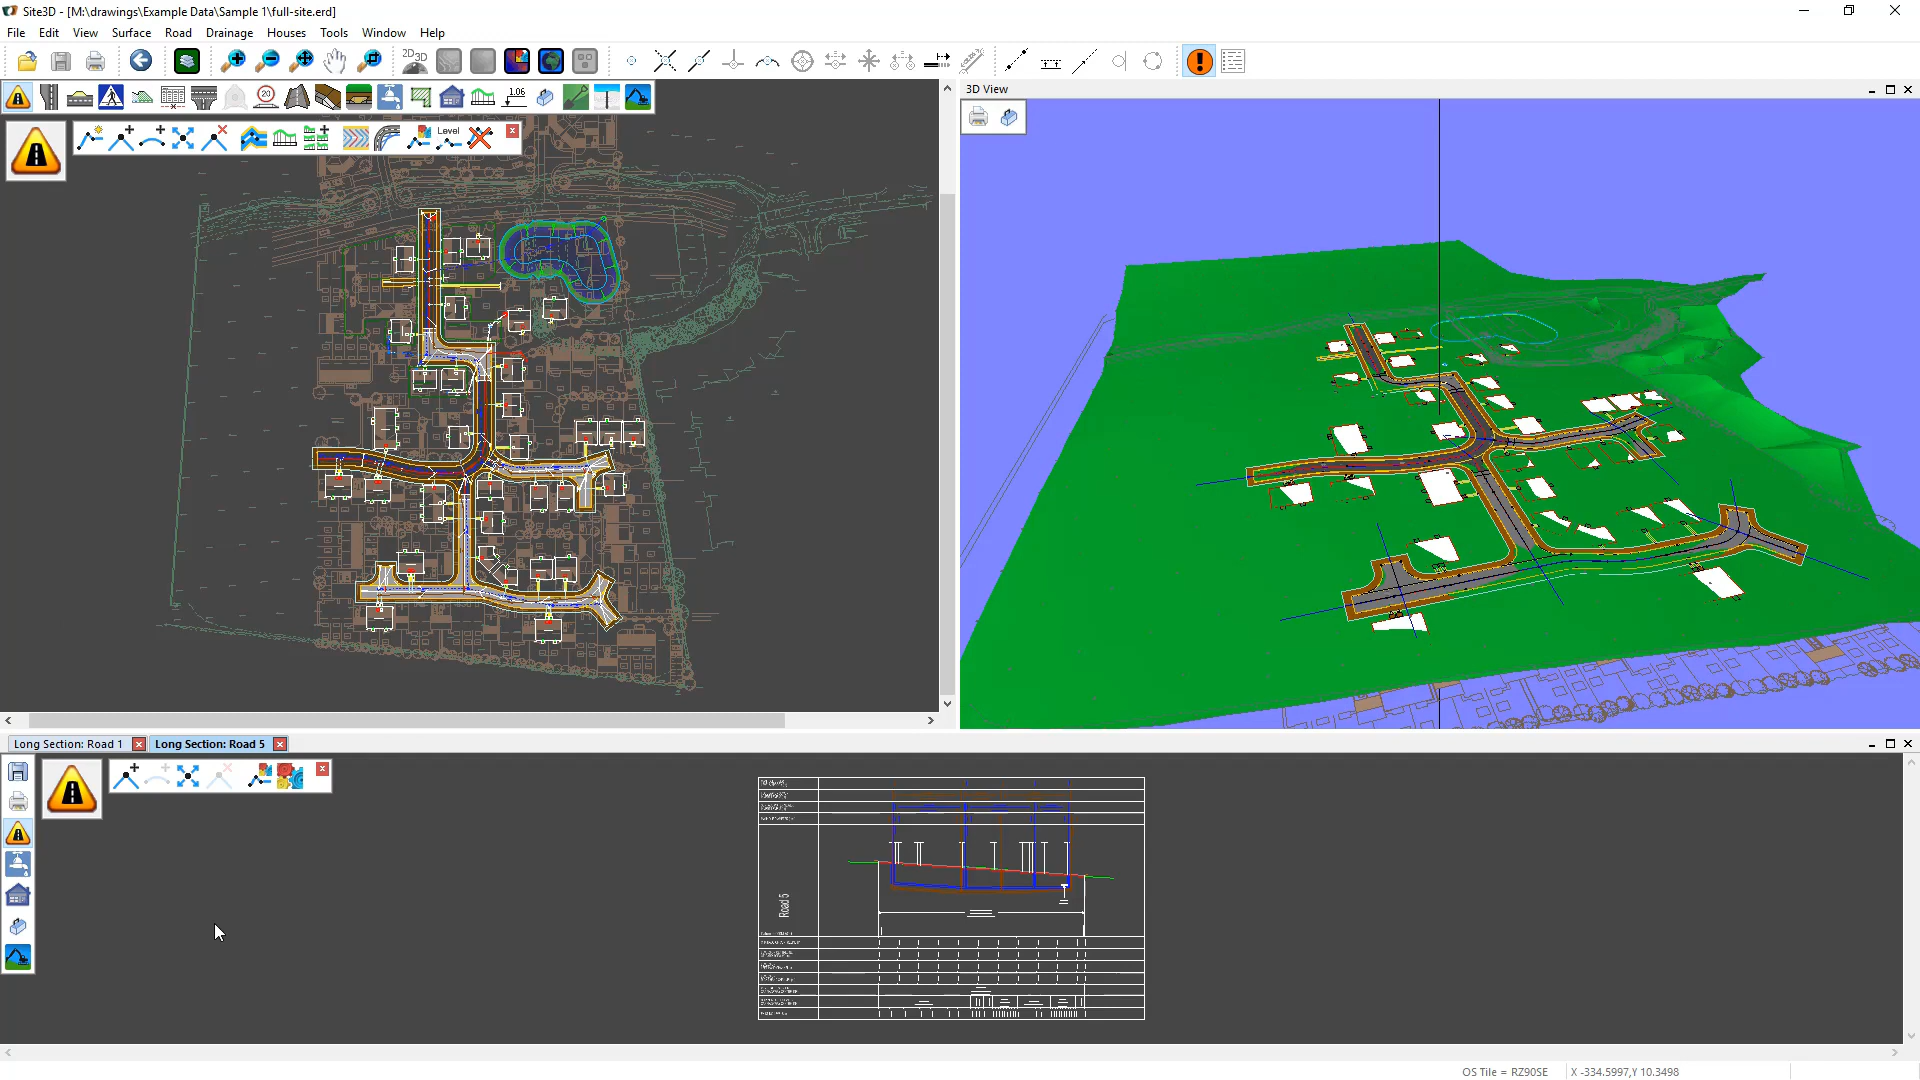 Site3D - [M:\drawings\Example Data\Sample 1\full-site.erd]
File Edit View Surface Road Drainage Houses Tools Window Help
2D 3D
20
1.06
Level
3D View
Long Section: Road 1
Long Section: Road 5
Road 5
OS Tile = RZ90SE
X -334.5997,Y 10.3498